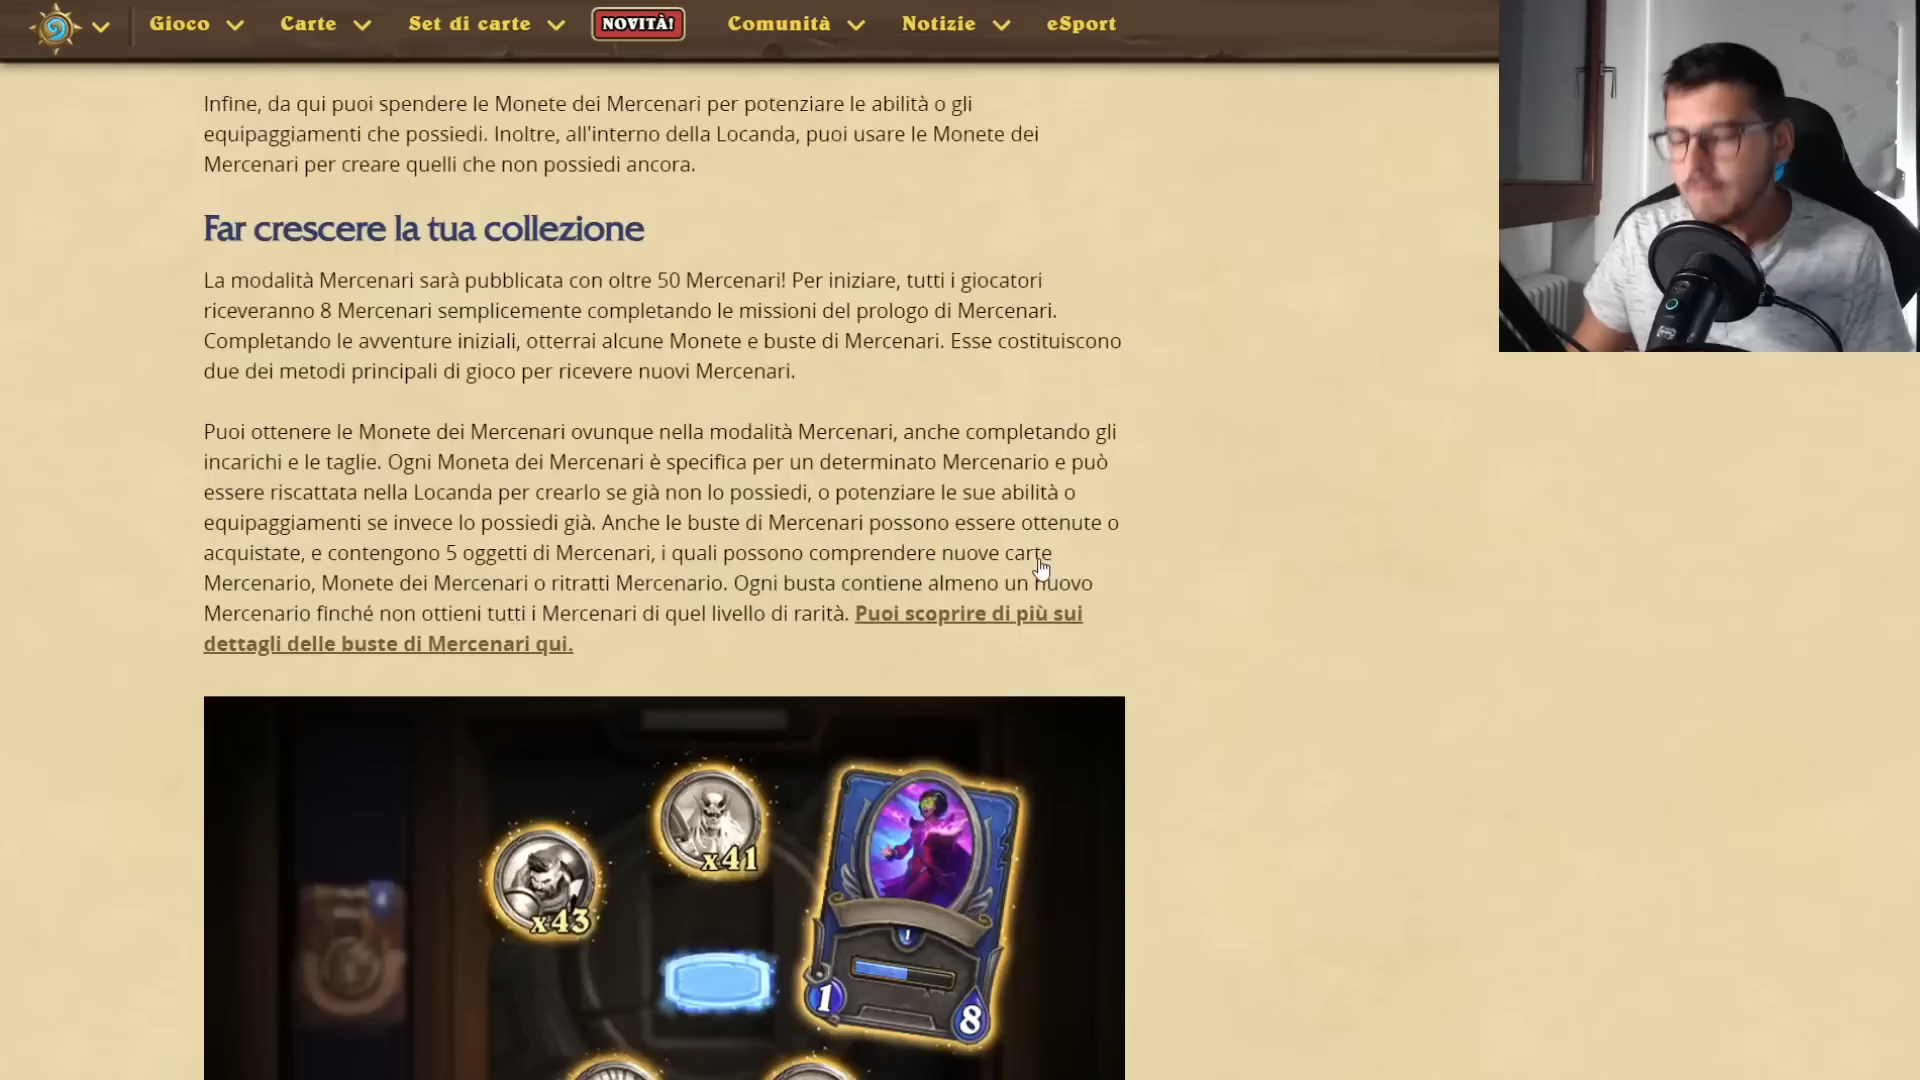 Gioco
Carte
Set di carte
NOVITÀ!
Comunità
Notizie
eSport
Infine, da qui puoi spendere le Monete dei Mercenari per potenziare le abilità o gli
equipaggiamenti che possiedi. Inoltre, all'interno della Locanda, puoi usare le Monete dei
Mercenari per creare quelli che non possiedi ancora.
Far crescere la tua collezione
La modalità Mercenari sarà pubblicata con oltre 50 Mercenari! Per iniziare, tutti i giocatori
riceveranno 8 Mercenari semplicemente completando le missioni del prologo di Mercenari.
Completando le avventure iniziali, otterrai alcune Monete e buste di Mercenari. Esse costituiscono
due dei metodi principali di gioco per ricevere nuovi Mercenari.
Puoi ottenere le Monete dei Mercenari ovunque nella modalità Mercenari, anche completando gli
incarichi e le taglie. Ogni Moneta dei Mercenari è specifica per un determinato Mercenario e può
essere riscattata nella Locanda per crearlo se già non lo possiedi, o potenziare le sue abilità o
equipaggiamenti se invece lo possiedi già. Anche le buste di Mercenari possono essere ottenute o
acquistate, e contengono 5 oggetti di Mercenari, i quali possono comprendere nuove carte
Mercenario, Monete dei Mercenari o ritratti Mercenario. Ogni busta contiene almeno un nuovo
Mercenario finché non ottieni tutti i Mercenari di quel livello di rarità. Puoi scoprire di più sui
dettagli delle buste di Mercenari qui.
x41
x43
1
4
1
8